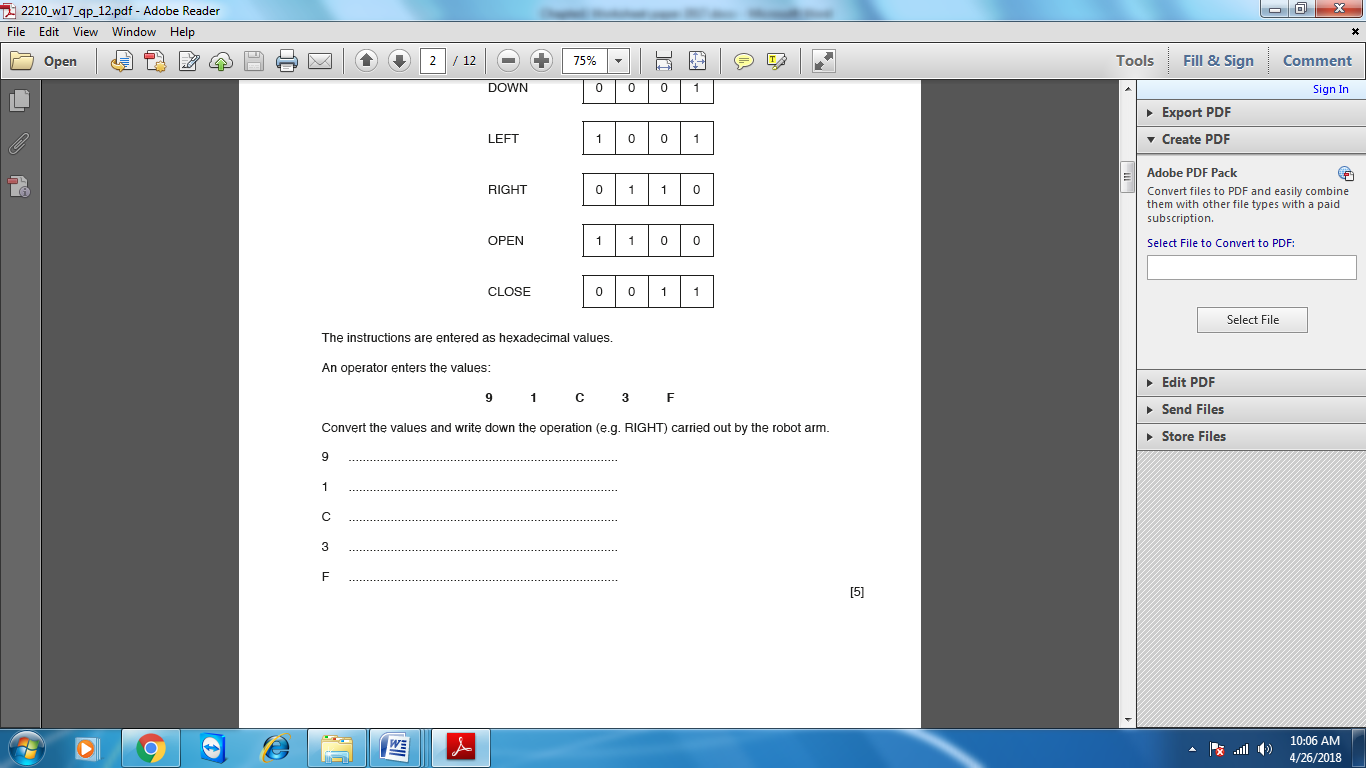 2210_w17_qp_12.pdf - Adobe Reader
File Edit View Window Help
Open 2 / 12 75% Tools Fill & Sign Comment
Sign In
DOWN 0 0 0 1
LEFT 1 0 0 1
RIGHT 0 1 1 0
OPEN 1 1 0 0
CLOSE 0 0 1 1
The instructions are entered as hexadecimal values.
An operator enters the values:
9 1 C 3 F
Convert the values and write down the operation (e.g. RIGHT) carried out by the robot arm.
9 .............................................................................
1 .............................................................................
C .............................................................................
3 .............................................................................
F .............................................................................
[5]
Export PDF
Create PDF
Adobe PDF Pack
Convert files to PDF and easily combine
them with other file types with a paid
subscription.
Select File to Convert to PDF:
Select File
Edit PDF
Send Files
Store Files
10:06 AM
4/26/2018